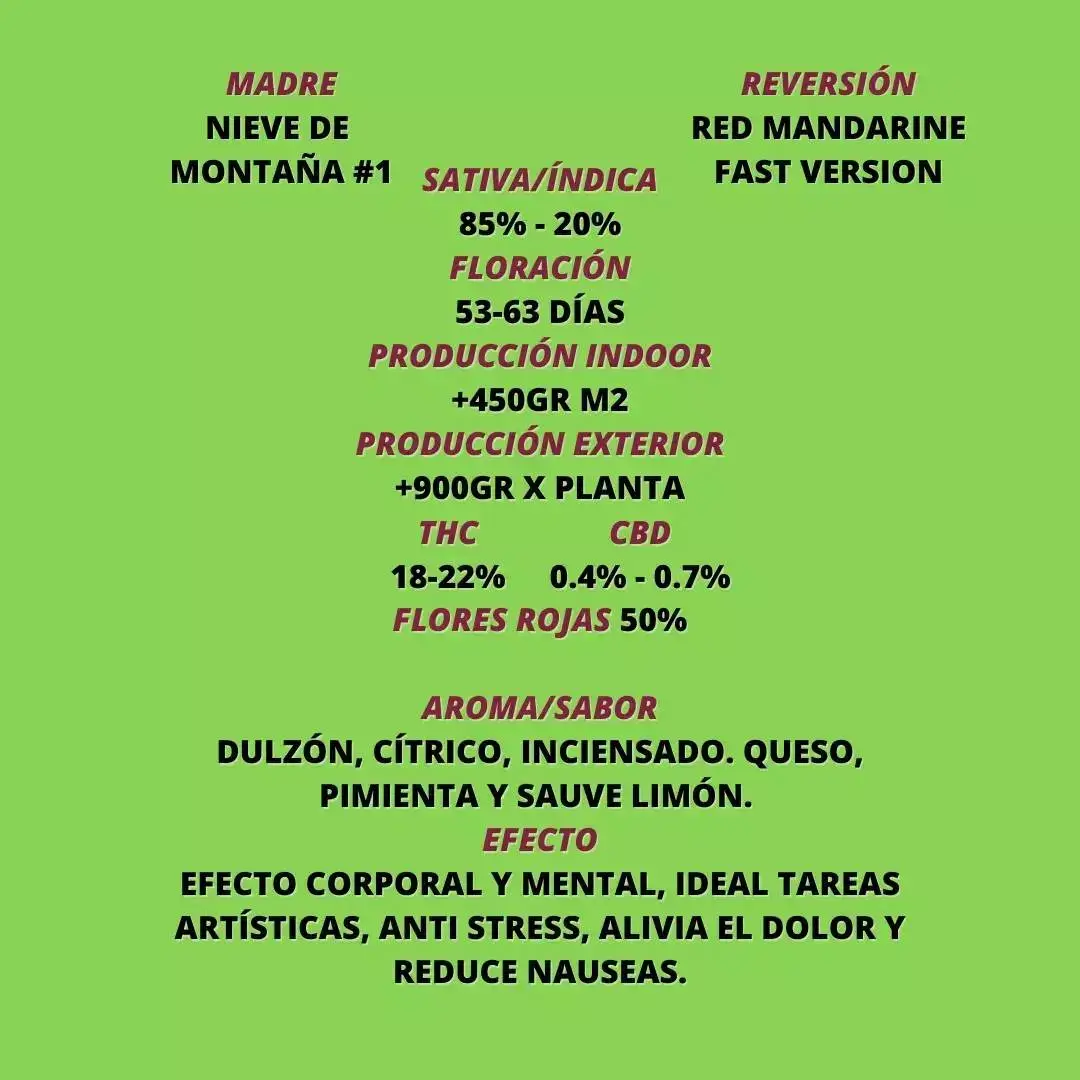 MADRE
NIEVE DE
MONTAÑA #1
REVERSIÓN
RED MANDARINE
FAST VERSION
SATIVA/ÍNDICA
85% - 20%
FLORACIÓN
53-63 DÍAS
PRODUCCIÓN INDOOR
+450GR M2
PRODUCCIÓN EXTERIOR
+900GR X PLANTA
THC CBD
18-22% 0.4% - 0.7%
FLORES ROJAS 50%
AROMA/SABOR
DULZÓN, CÍTRICO, INCIENSADO. QUESO,
PIMIENTA Y SAUVE LIMÓN.
EFECTO
EFECTO CORPORAL Y MENTAL, IDEAL TAREAS
ARTÍSTICAS, ANTI STRESS, ALIVIA EL DOLOR Y
REDUCE NAUSEAS.